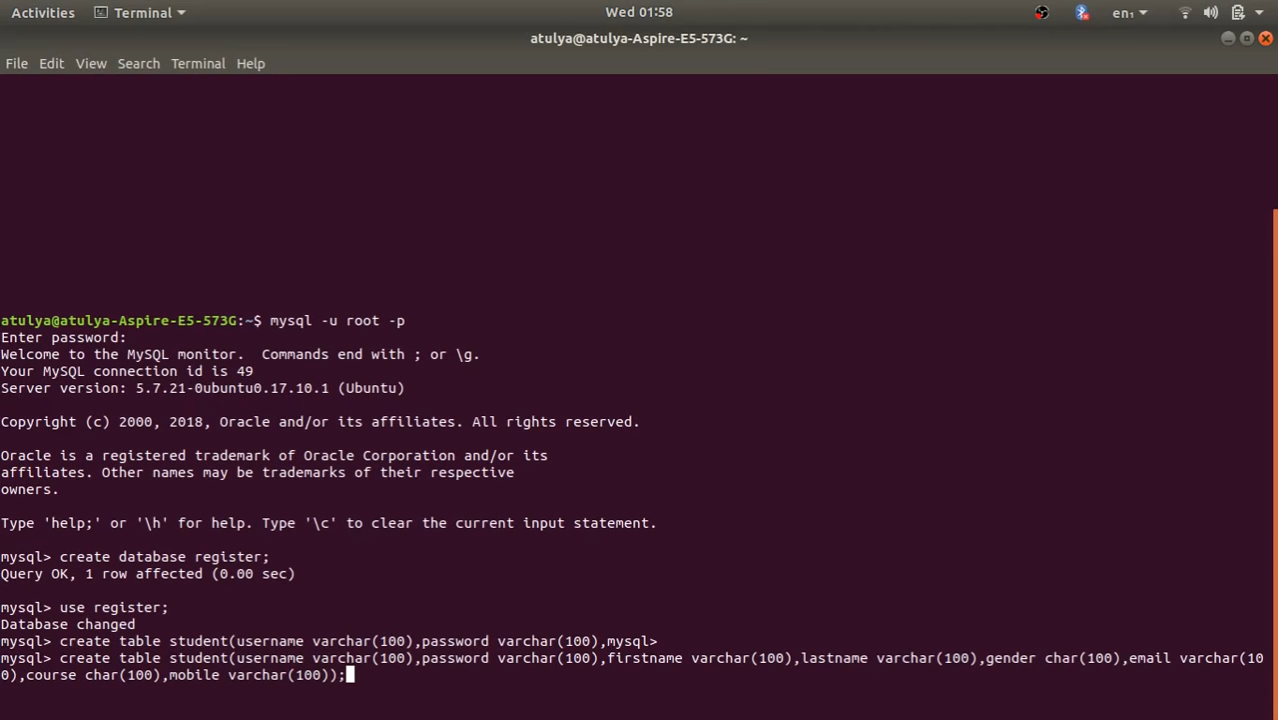 Activities Terminal Wed 01:58 en₁
atulya@atulya-Aspire-E5-573G: ~
File Edit View Search Terminal Help
atulya@atulya-Aspire-E5-573G:~$ mysql -u root -p
Enter password:
Welcome to the MySQL monitor.  Commands end with ; or \g.
Your MySQL connection id is 49
Server version: 5.7.21-0ubuntu0.17.10.1 (Ubuntu)
Copyright (c) 2000, 2018, Oracle and/or its affiliates. All rights reserved.
Oracle is a registered trademark of Oracle Corporation and/or its
affiliates. Other names may be trademarks of their respective
owners.
Type 'help;' or '\h' for help. Type '\c' to clear the current input statement.
mysql> create database register;
Query OK, 1 row affected (0.00 sec)
mysql> use register;
Database changed
mysql> create table student(username varchar(100),password varchar(100),mysql>
mysql> create table student(username varchar(100),password varchar(100),firstname varchar(100),lastname varchar(100),gender char(100),email varchar(10
0),course char(100),mobile varchar(100));